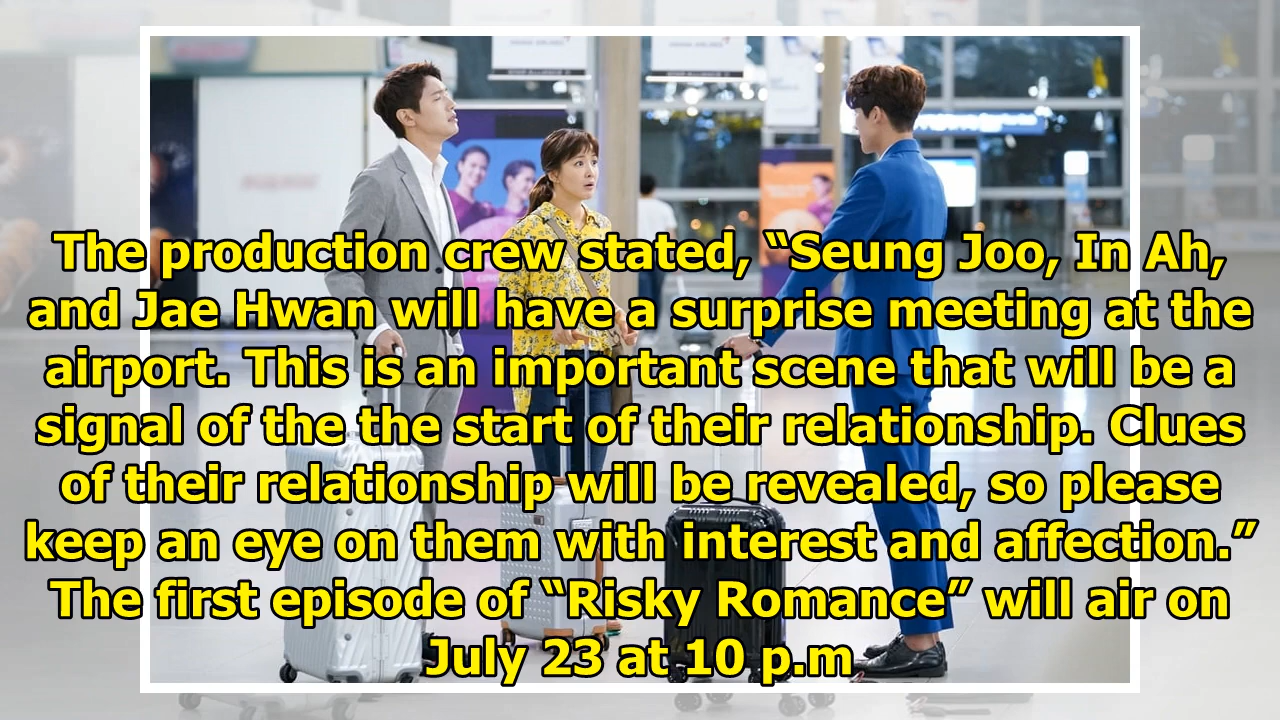 The production crew stated, “Seung Joo, In Ah,
and Jae Hwan will have a surprise meeting at the
airport. This is an important scene that will be a
signal of the the start of their relationship. Clues
of their relationship will be revealed, so please
keep an eye on them with interest and affection.”
The first episode of “Risky Romance” will air on
July 23 at 10 p.m